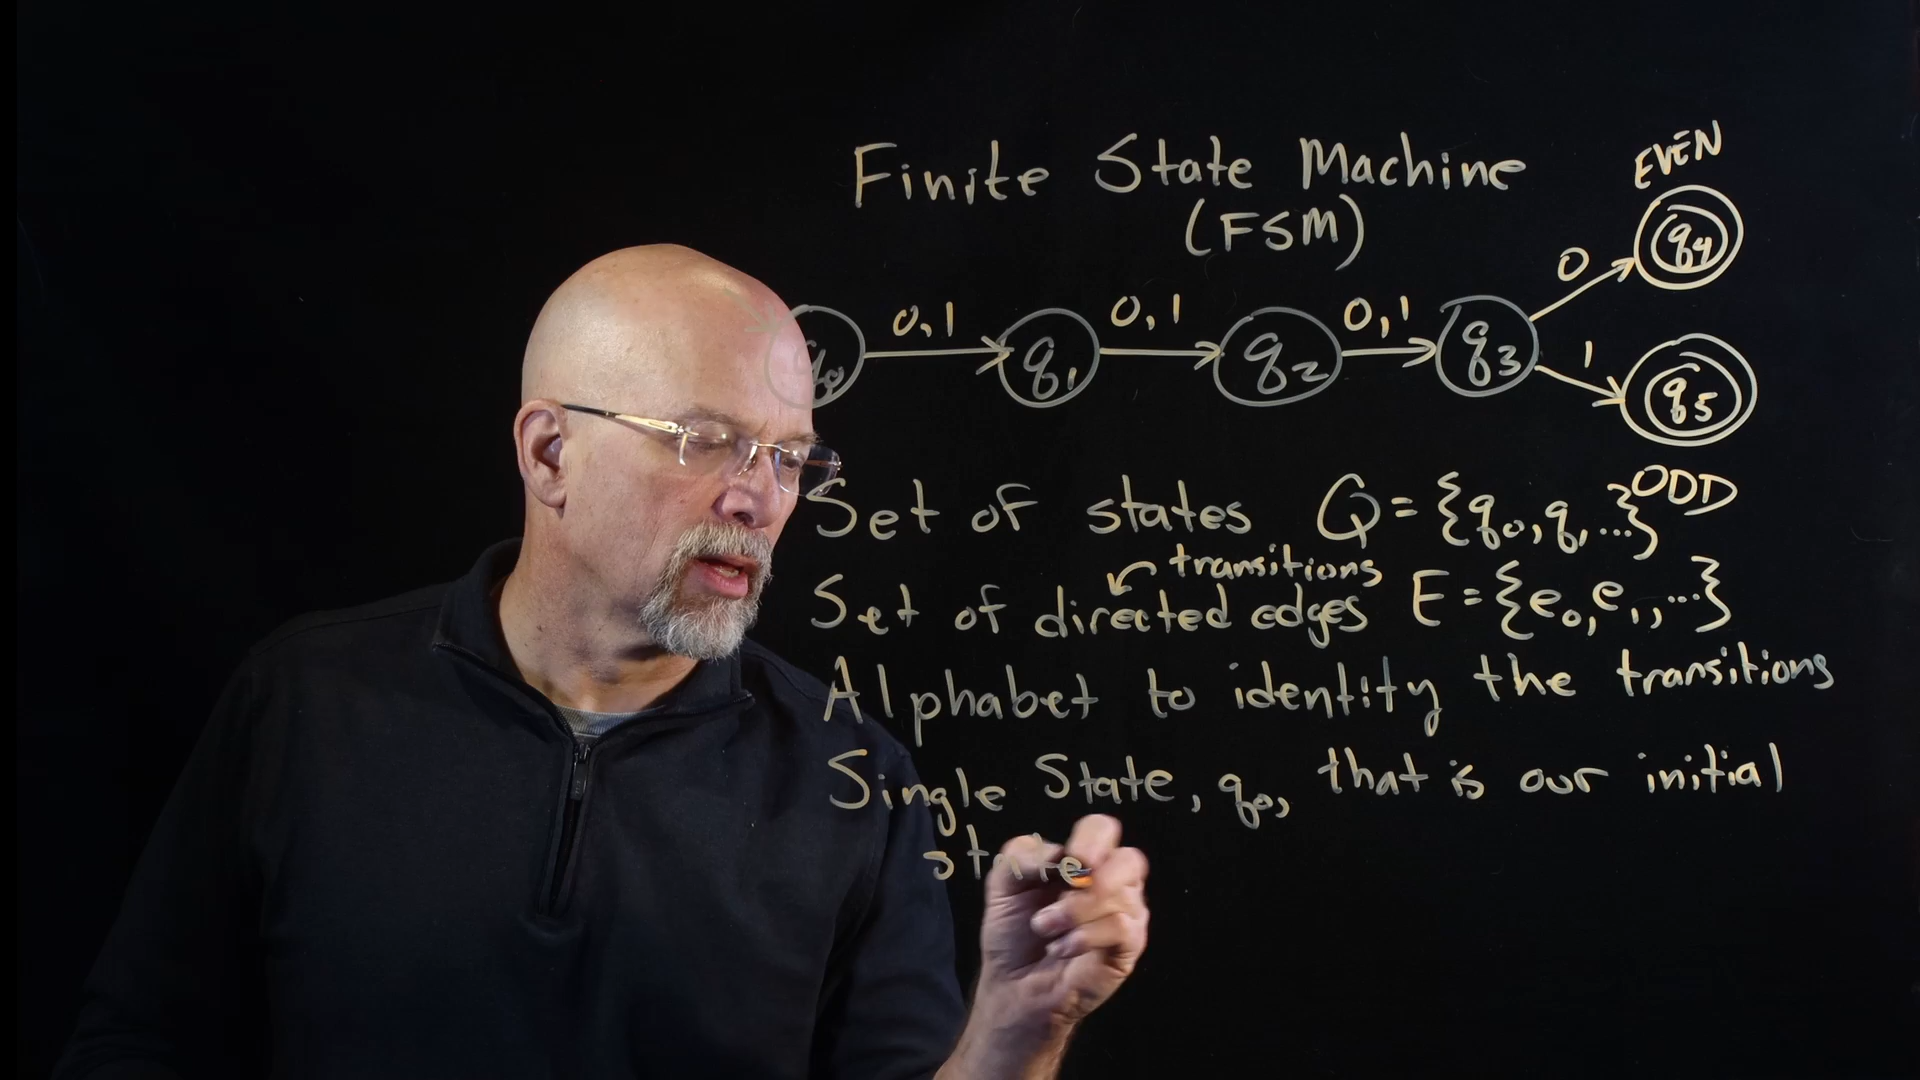 Finite State Machine
(FSM)
EVEN
q4
0
0,1
0,1
0,1
q0
q1
q2
q3
1
q5
ODD
Set of states Q = {q0, q1, ...}
transitions
Set of directed edges E = {e0, e1, ...}
Alphabet to identity the transitions
Single State, q0, that is our initial
state